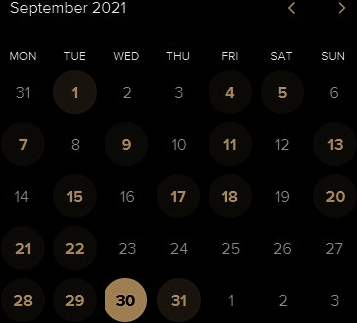 September 2021
MON TUE WED THU FRI SAT SUN
31 1 2 3 4 5 6
7 8 9 10 11 12 13
14 15 16 17 18 19 20
21 22 23 24 25 26 27
28 29 30 31 1 2 3